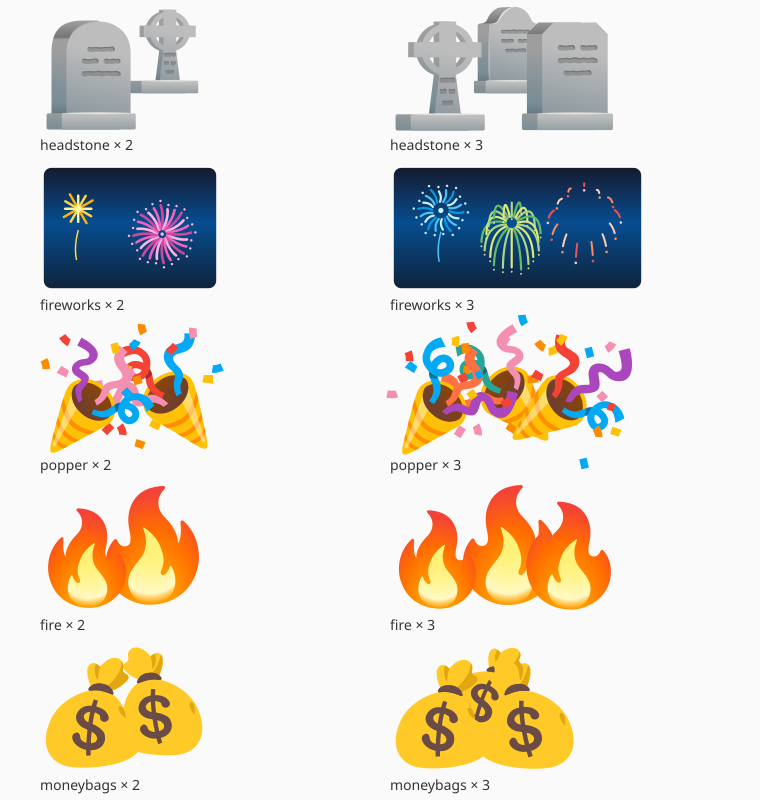 headstone × 2
headstone × 3
fireworks × 2
fireworks × 3
popper × 2
popper × 3
fire × 2
fire × 3
$ $
$ $ $
moneybags × 2
moneybags × 3